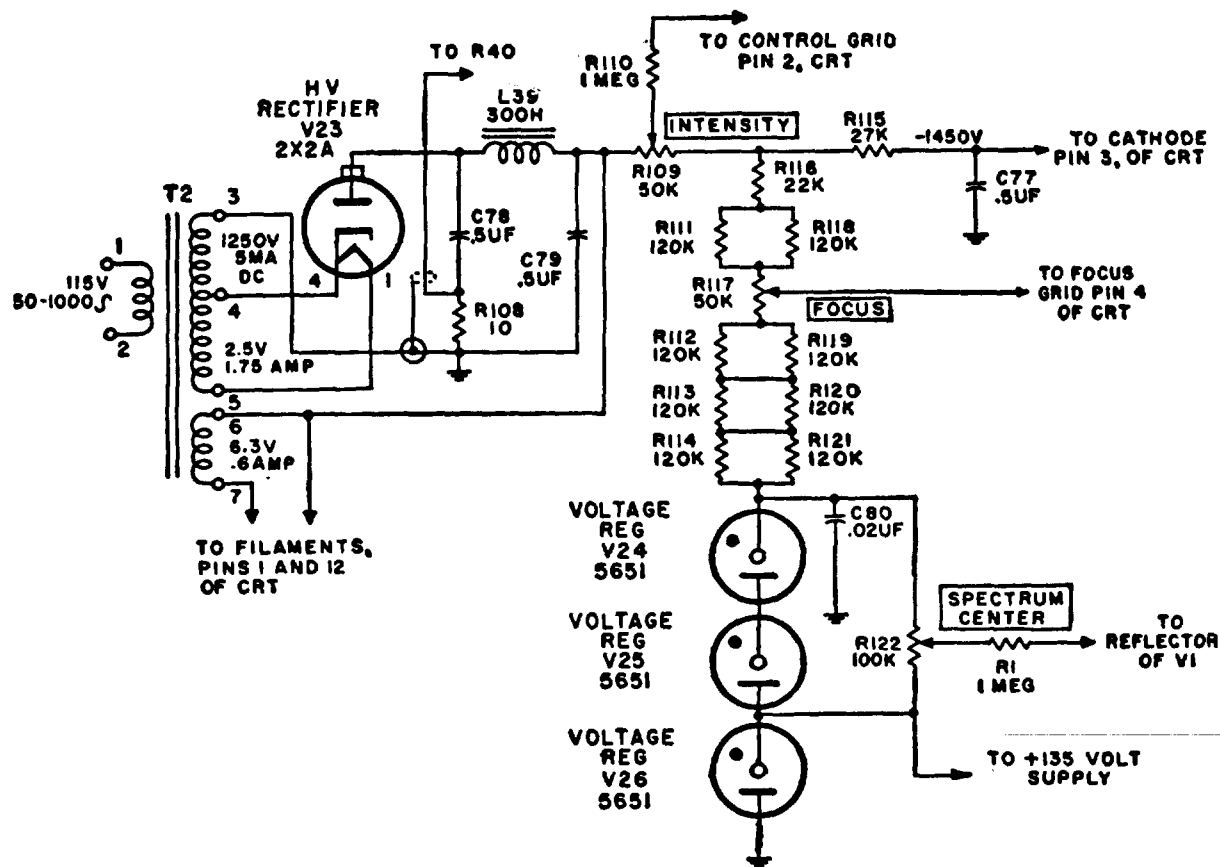 TO R40
R110
1 MEG
TO CONTROL GRID
PIN 2, CRT
HV
RECTIFIER
V23
2X2A
L39
300H
INTENSITY
R109
50K
R115
27K
-1450V
TO CATHODE
PIN 3, OF CRT
C77
.5UF
R116
22K
R111
120K
R118
120K
T2
3
1250V
5MA
DC
4
1
C78
.5UF
C79
.5UF
1
115V
50-1000∿
2
4
2.5V
1.75 AMP
R108
10
R117
50K
FOCUS
TO FOCUS
GRID PIN 4
OF CRT
R112
120K
R119
120K
R113
120K
R120
120K
R114
120K
R121
120K
5
6
6.3V
.6AMP
7
TO FILAMENTS,
PINS 1 AND 12
OF CRT
VOLTAGE
REG
V24
5651
C80
.02UF
VOLTAGE
REG
V25
5651
R122
100K
SPECTRUM
CENTER
R1
1 MEG
TO
REFLECTOR
OF V1
VOLTAGE
REG
V26
5651
TO +135 VOLT
SUPPLY